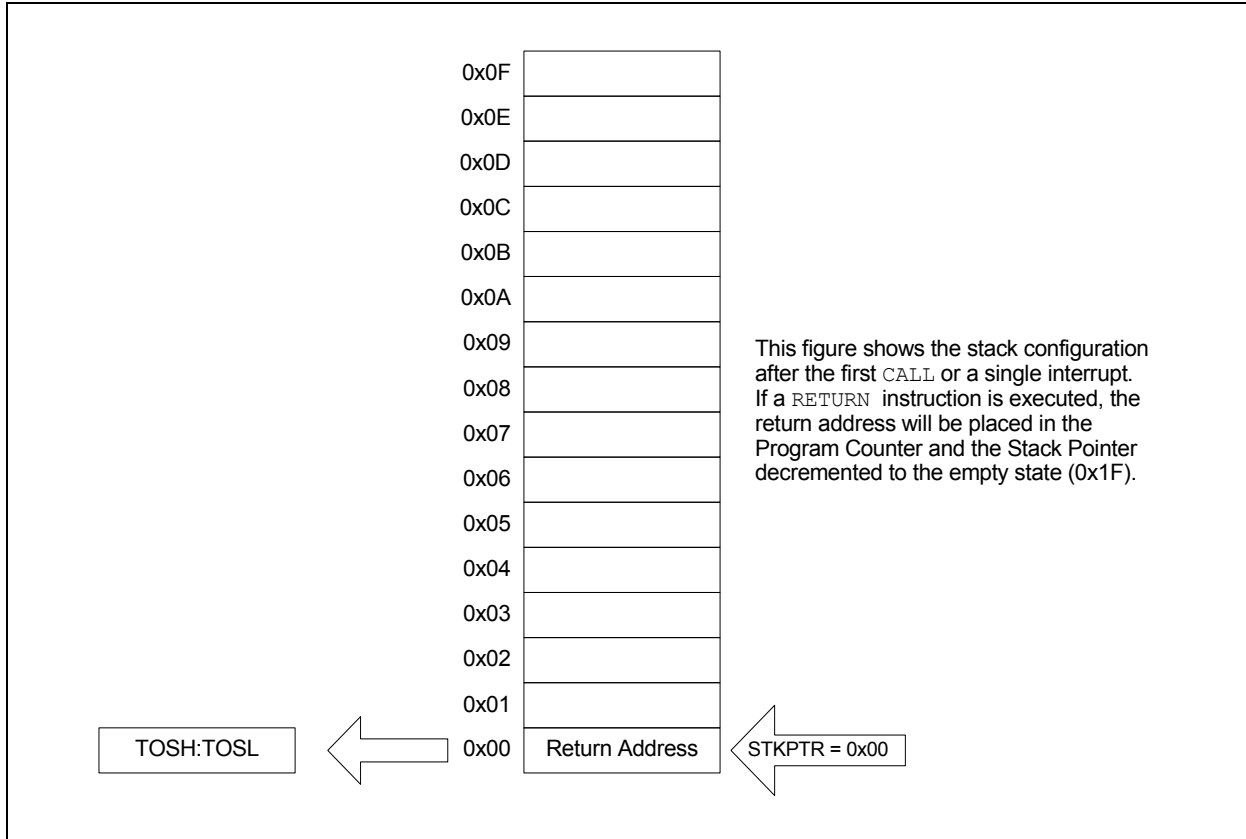 0x0F
0x0E
0x0D
0x0C
0x0B
0x0A
0x09
0x08
0x07
0x06
0x05
0x04
0x03
0x02
0x01
0x00
Return Address
TOSH:TOSL
STKPTR = 0x00
This figure shows the stack configuration
after the first CALL or a single interrupt.
If a RETURN instruction is executed, the
return address will be placed in the
Program Counter and the Stack Pointer
decremented to the empty state (0x1F).